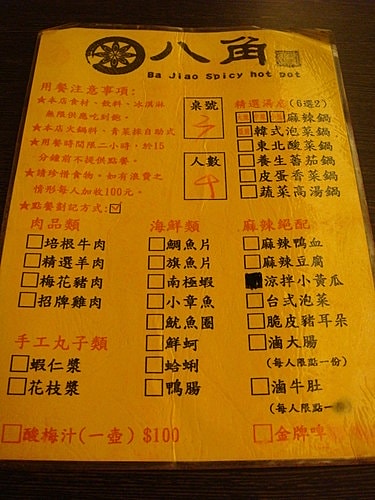 八角
Ba Jiao Spicy hot pot
用餐注意事項:
★本店食材、飲料、冰淇淋
無限供應吃到飽。
★本店火鍋料、青菜採自助式
★用餐時間限二小時,於15
分鐘前不提供點餐。
★請珍惜食物,如有浪費之
情形每人加收100元。
★點餐劃記方式:☑
桌號
3
人數
4
精選湯底(6選2)
麻辣鍋
韓式泡菜鍋
□東北酸菜鍋
□養生蕃茄鍋
□皮蛋香菜鍋
□蔬菜高湯鍋
肉品類
□培根牛肉
□精選羊肉
□梅花豬肉
□招牌雞肉
手工丸子類
□蝦仁漿
□花枝漿
海鮮類
□鯛魚片
□旗魚片
□南極蝦
□小章魚
□魷魚圈
□鮮蚵
□蛤蜊
□鴨腸
麻辣絕配
□麻辣鴨血
□麻辣豆腐
■涼拌小黃瓜
□台式泡菜
□脆皮豬耳朵
□滷大腸
(每人限點一份)
□滷牛肚
(每人限點一
□酸梅汁(一壺) $100
□金牌啤